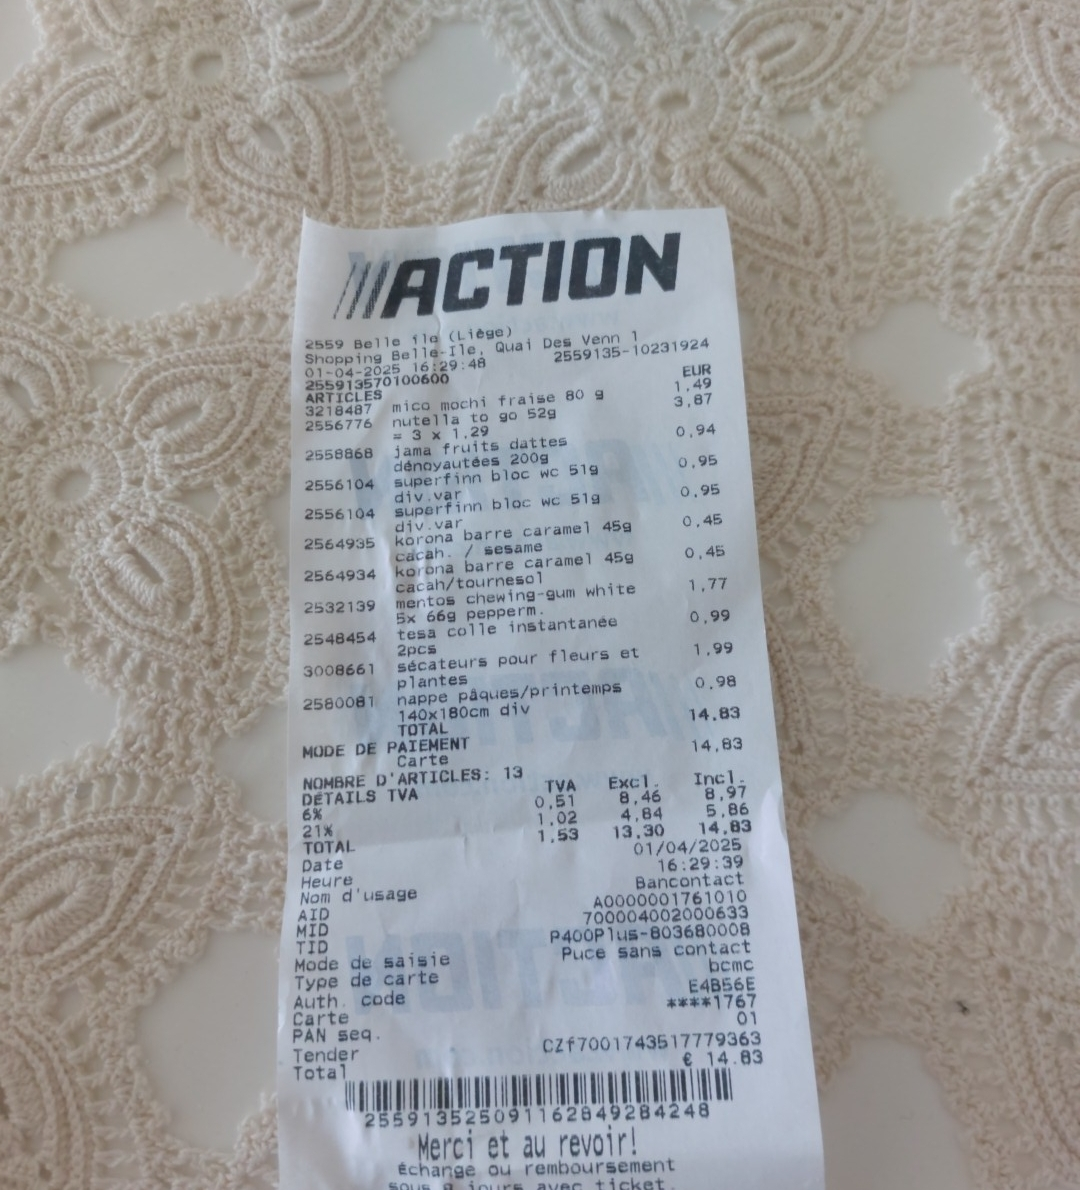 ACTION
2559 Belle île (Liège)
Shopping Belle-Ile, Quai Des Venn 1
01-04-2025 16:29:48 2559135-10231924
255913570100600
ARTICLES EUR
3218487 mico mochi fraise 80 g 1,49
2556776 nutella to go 52g 3,87
= 3 x 1,29
2558868 jama fruits dattes 0,94
dénoyautées 200g
2556104 superfinn bloc wc 51g 0,95
div.var
2556104 superfinn bloc wc 51g 0,95
div.var
2564935 korona barre caramel 45g 0,45
cacah. / sesame
2564934 korona barre caramel 45g 0,45
cacah/tournesol
2532139 mentos chewing-gum white 1,77
5x 66g pepperm.
2548454 tesa colle instantanée 0,99
2pcs
3008661 sécateurs pour fleurs et 1,99
plantes
2580081 nappe pâques/printemps 0,98
140x180cm div
TOTAL 14,83
MODE DE PAIEMENT
Carte 14,83
NOMBRE D'ARTICLES: 13
DÉTAILS TVA TVA Excl. Incl.
6% 0,51 8,46 8,97
21% 1,02 4,84 5,86
TOTAL 1,53 13,30 14,83
Date 01/04/2025
Heure 16:29:39
Nom d'usage Bancontact
AID A0000001761010
MID 700004002000633
TID P400Plus-803680008
Mode de saisie Puce sans contact
Type de carte bcmc
Auth. code E4B56E
Carte ****1767
PAN seq. 01
Tender CZf7001743517779363
Total € 14.83
255913525091162849284248
Merci et au revoir!
Échange ou remboursement
sous 8 jours avec ticket.